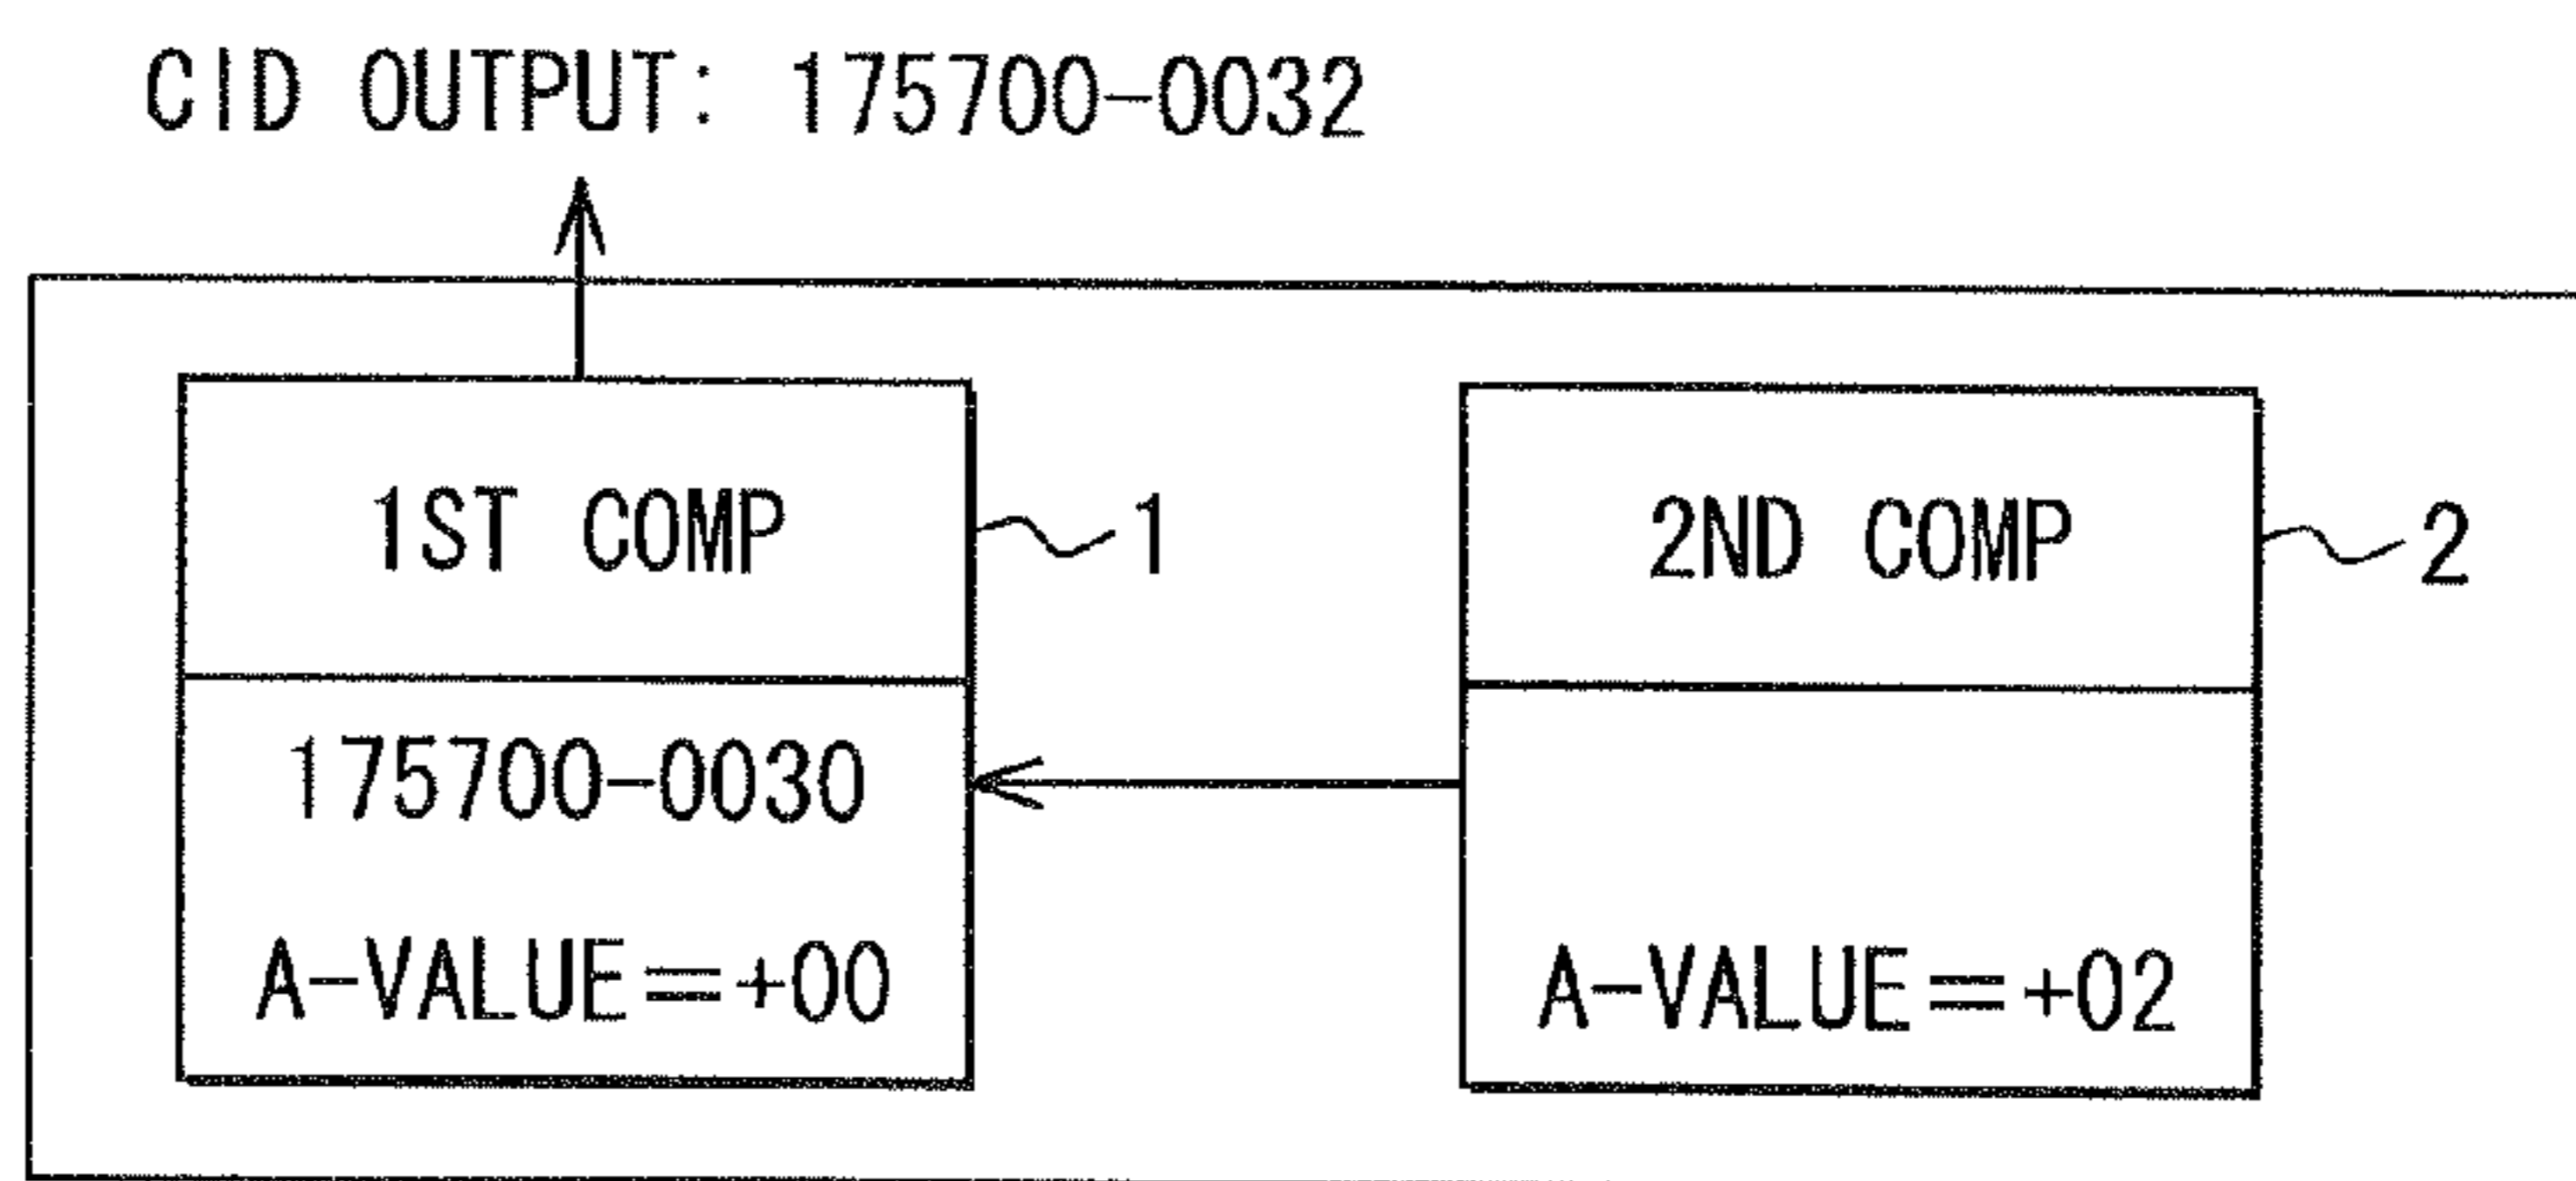 CID OUTPUT: 175700-0032
1ST COMP
1
175700-0030
A-VALUE=+00
2ND COMP
2
A-VALUE=+02